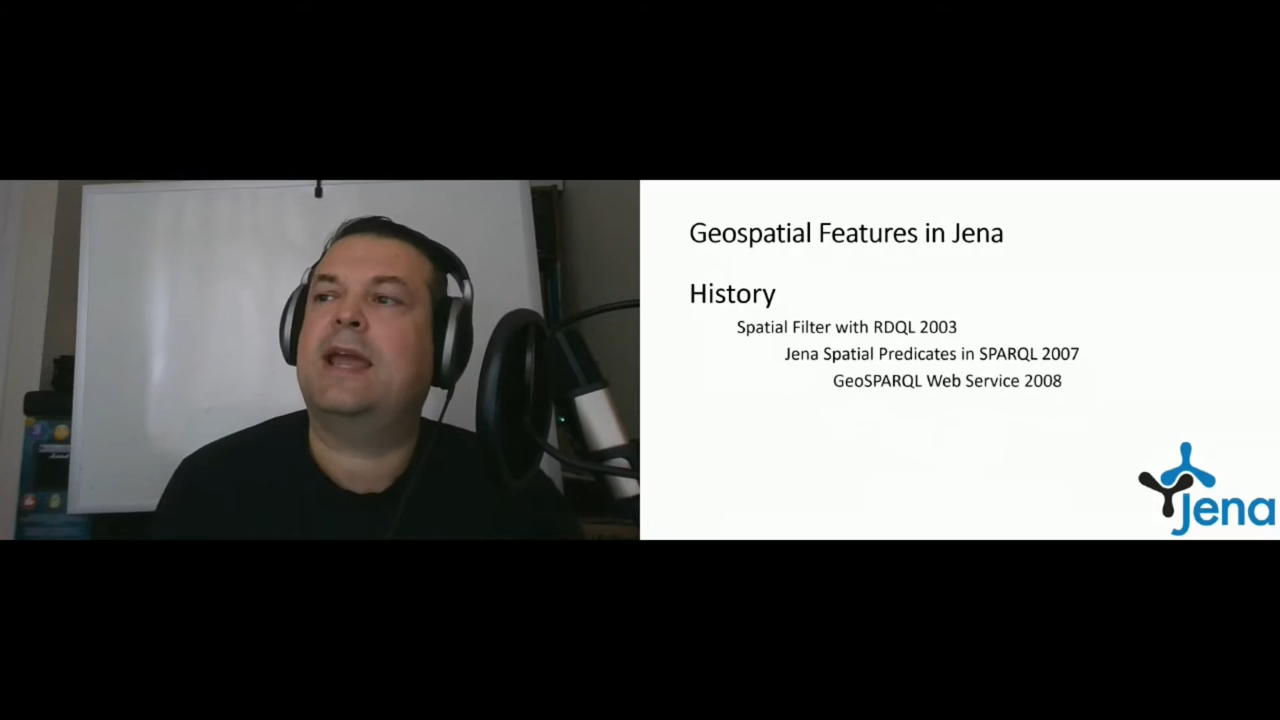 Geospatial Features in Jena
History
Spatial Filter with RDQL 2003
Jena Spatial Predicates in SPARQL 2007
GeoSPARQL Web Service 2008
Jena